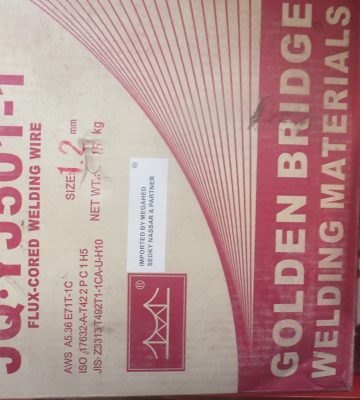 JQ·YJ501-1
FLUX-CORED WELDING WIRE
SIZE: 1.2 mm
NET WT. kg
AWS A5.36 E71T-1C
ISO 17632-A-T42 2 P C 1 H5
JIS Z3313 T492T1-1CA-U-H10
®
IMPORTED BY MEGAHED
SEDKY NASSAR & PARTNER
®
GOLDEN BRIDGE
WELDING MATERIALS